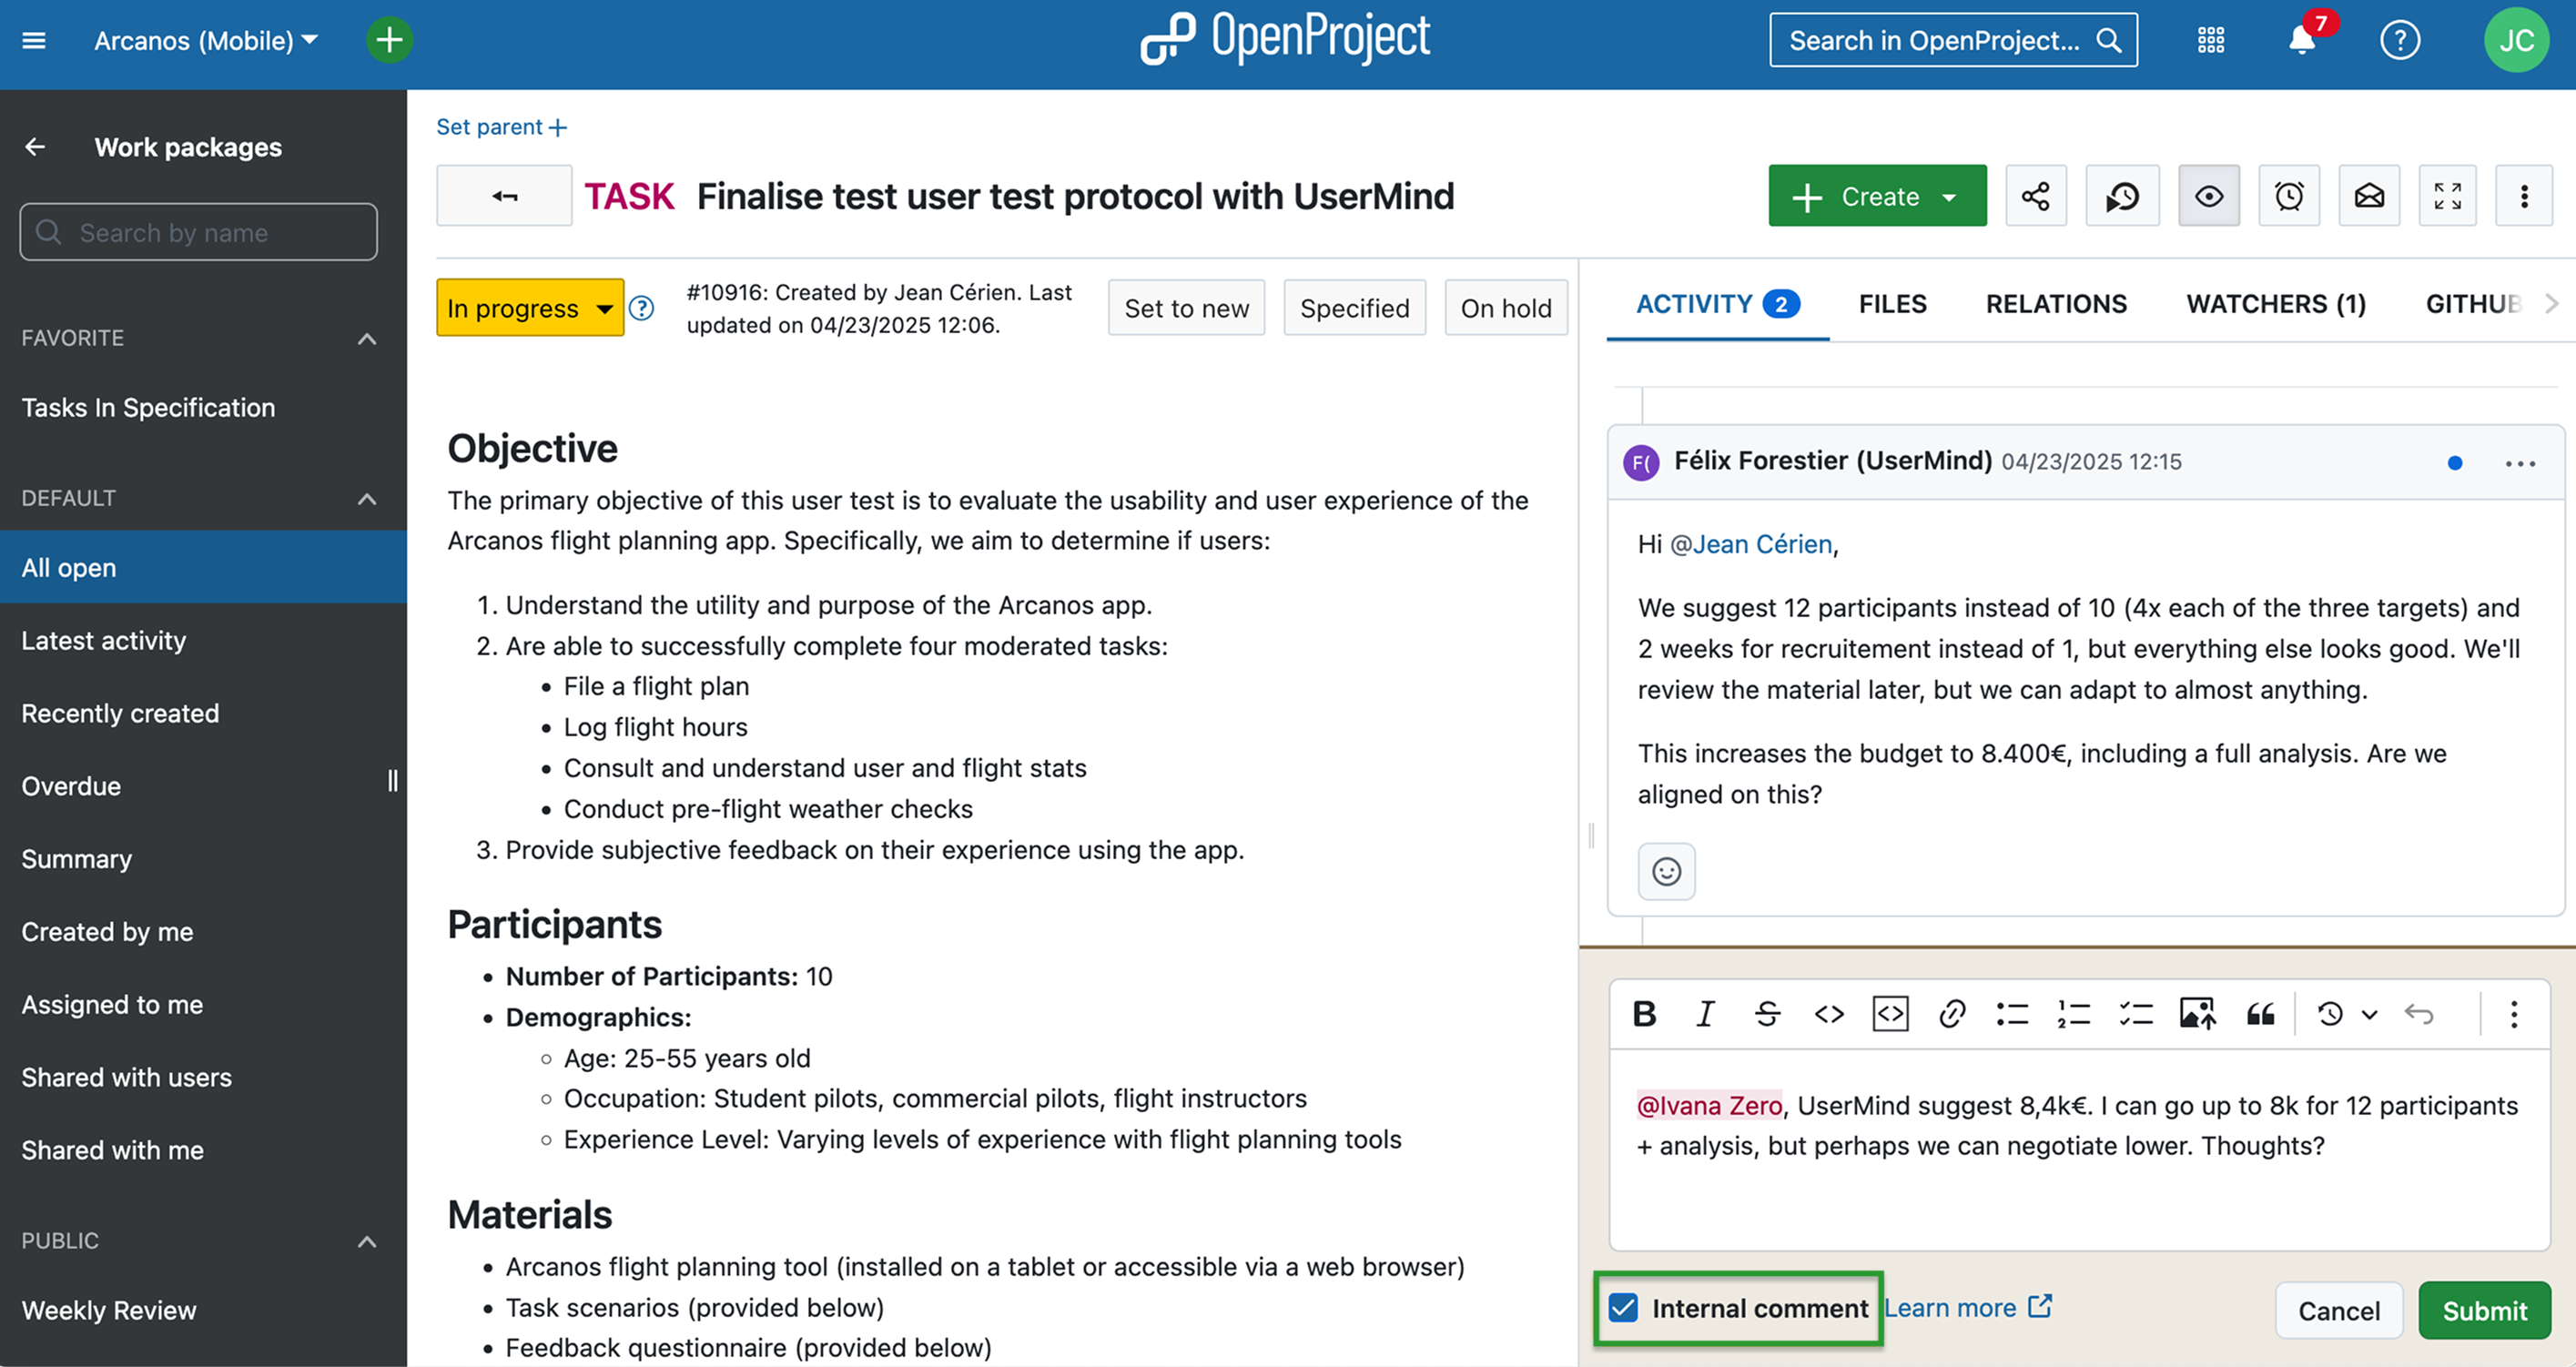 Arcanos (Mobile)
OpenProject
Search in OpenProject...
7
?
JC
Work packages
Search by name
FAVORITE
Tasks In Specification
DEFAULT
All open
Latest activity
Recently created
Overdue
Summary
Created by me
Assigned to me
Shared with users
Shared with me
PUBLIC
Weekly Review
Set parent
TASK Finalise test user test protocol with UserMind
Create
In progress
?
#10916: Created by Jean Cérien. Last
updated on 04/23/2025 12:06.
Set to new
Specified
On hold
Objective
The primary objective of this user test is to evaluate the usability and user experience of the
Arcanos flight planning app. Specifically, we aim to determine if users:
1. Understand the utility and purpose of the Arcanos app.
2. Are able to successfully complete four moderated tasks:
• File a flight plan
• Log flight hours
• Consult and understand user and flight stats
• Conduct pre-flight weather checks
3. Provide subjective feedback on their experience using the app.
Participants
• Number of Participants: 10
• Demographics:
◦ Age: 25-55 years old
◦ Occupation: Student pilots, commercial pilots, flight instructors
◦ Experience Level: Varying levels of experience with flight planning tools
Materials
• Arcanos flight planning tool (installed on a tablet or accessible via a web browser)
• Task scenarios (provided below)
• Feedback questionnaire (provided below)
ACTIVITY 2
FILES
RELATIONS
WATCHERS (1)
GITHUB
F(
Félix Forestier (UserMind) 04/23/2025 12:15
Hi @Jean Cérien,
We suggest 12 participants instead of 10 (4x each of the three targets) and
2 weeks for recruitement instead of 1, but everything else looks good. We'll
review the material later, but we can adapt to almost anything.
This increases the budget to 8.400€, including a full analysis. Are we
aligned on this?
@Ivana Zero, UserMind suggest 8,4k€. I can go up to 8k for 12 participants
+ analysis, but perhaps we can negotiate lower. Thoughts?
Internal comment
Learn more
Cancel
Submit